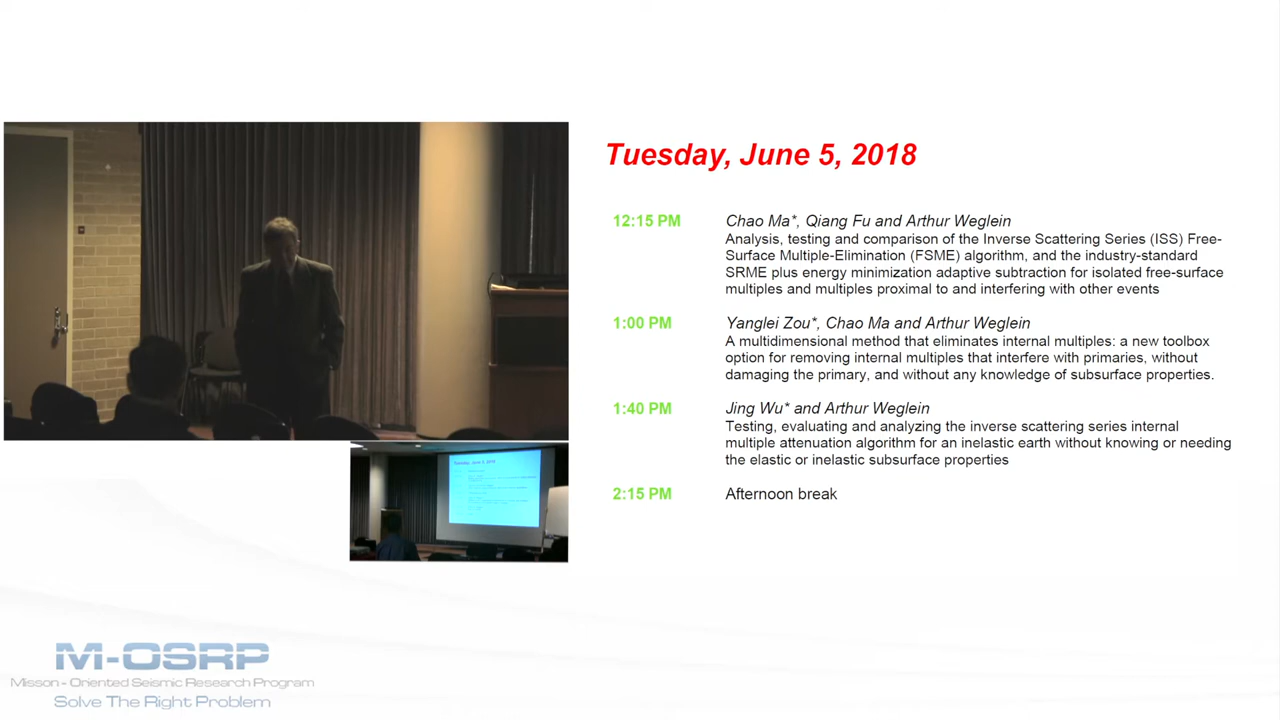 Tuesday, June 5, 2018
12:15 PM Chao Ma*, Qiang Fu and Arthur Weglein
Analysis, testing and comparison of the Inverse Scattering Series (ISS) Free-
Surface Multiple-Elimination (FSME) algorithm, and the industry-standard
SRME plus energy minimization adaptive subtraction for isolated free-surface
multiples and multiples proximal to and interfering with other events
1:00 PM Yanglei Zou*, Chao Ma and Arthur Weglein
A multidimensional method that eliminates internal multiples: a new toolbox
option for removing internal multiples that interfere with primaries, without
damaging the primary, and without any knowledge of subsurface properties.
1:40 PM Jing Wu* and Arthur Weglein
Testing, evaluating and analyzing the inverse scattering series internal
multiple attenuation algorithm for an inelastic earth without knowing or needing
the elastic or inelastic subsurface properties
2:15 PM Afternoon break
Tuesday, June 5, 2018
M-OSRP
Misson - Oriented Seismic Research Program
Solve The Right Problem